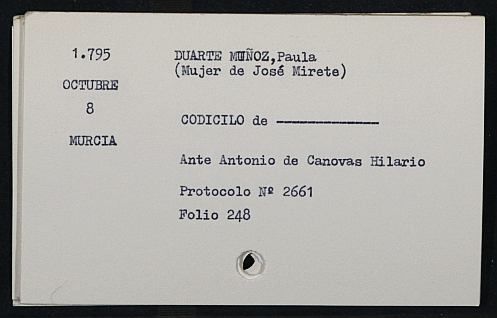 1.795
OCTUBRE
8
MURCIA
DUARTE MUÑOZ,Paula
(Mujer de José Mirete)
CODICILO de ---------------
Ante Antonio de Canovas Hilario
Protocolo Nº 2661
Folio 248